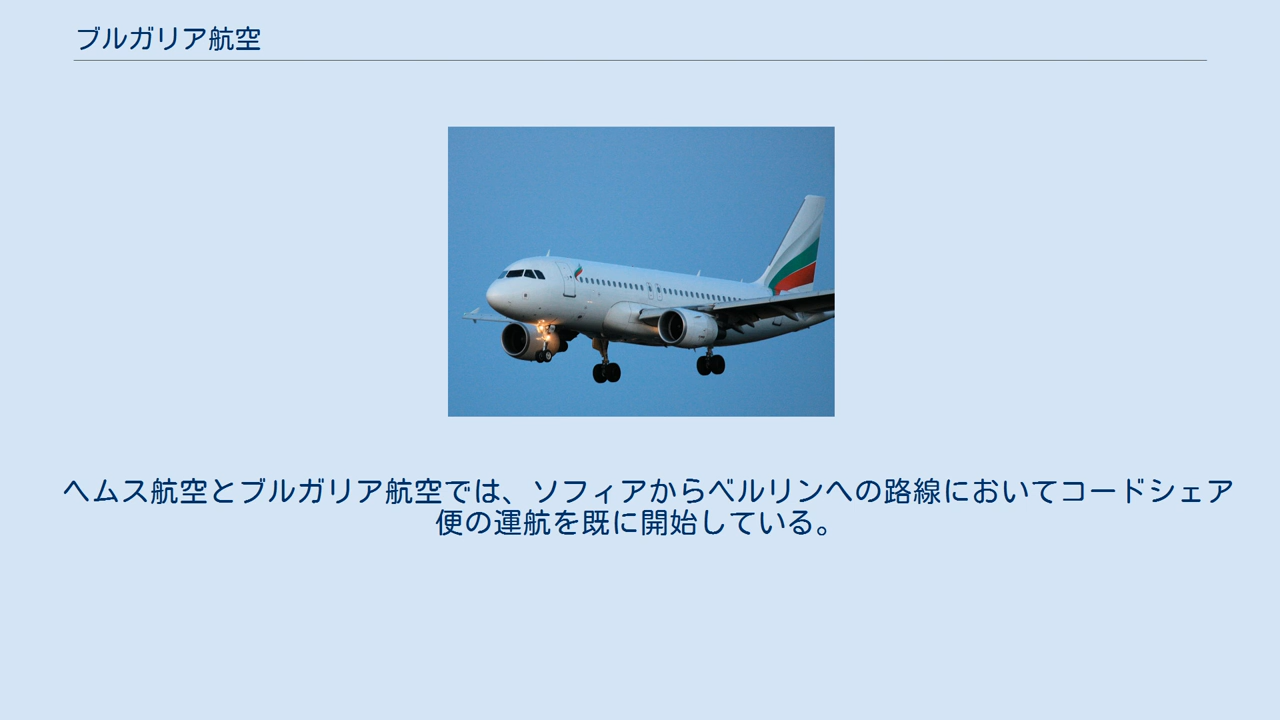 ブルガリア航空
ヘムス航空とブルガリア航空では、ソフィアからベルリンへの路線においてコードシェア
便の運航を既に開始している。